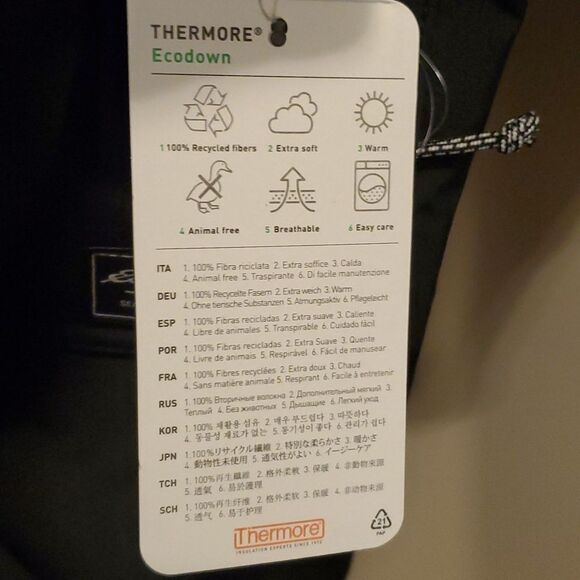 THERMORE®
Ecodown
1 100% Recycled fibers 2 Extra soft 3 Warm
4 Animal free 5 Breathable 6 Easy care
ITA 1. 100% Fibra riciclata 2. Extra soffice 3. Calda
4. Animal free 5. Traspirante 6. Di facile manutenzione
DEU 1. 100% Recycelte Fasern 2. Extra weich 3. Warm
4. Ohne tierische Substanzen 5. Atmungsaktiv 6. Pflegeleicht
ESP 1. 100% Fibras recicladas 2. Extra suave 3. Caliente
4. Libre de animales 5. Transpirable 6. Cuidado fácil
POR 1. 100% Fibras recicladas 2. Extra Suave 3. Quente
4. Livre de animais 5. Respirável 6. Fácil de manusear
FRA 1. 100% Fibres recyclées 2. Extra doux 3. Chaud
4. Sans matière animale 5. Respirant 6. Facile à entretenir
RUS 1. 100% Вторичные волокна 2. Дополнительный мягкий 3.
Теплый 4. Без животных 5. Дышащие 6. Легкий уход
KOR 1. 100% 재활용 섬유 2. 매우 부드럽다 3. 따뜻하다
4. 동물성 재료가 없는 5. 통기성이 좋다 6. 관리가 쉽다
JPN 1.100%リサイクル繊維 2. 特別な柔らかさ 3. 暖かさ
4. 動物性未使用 5. 通気性がよい 6. イージーケア
TCH 1. 100%再生纖維 2. 格外柔軟 3. 保暖 4. 非動物來源
5. 透氣 6. 易於護理
SCH 1. 100%再生纤维 2. 格外柔软 3. 保暖 4. 非动物来源
5. 透气 6. 易于护理
Thermore®
INSULATION EXPERTS SINCE 1972
21
PAP